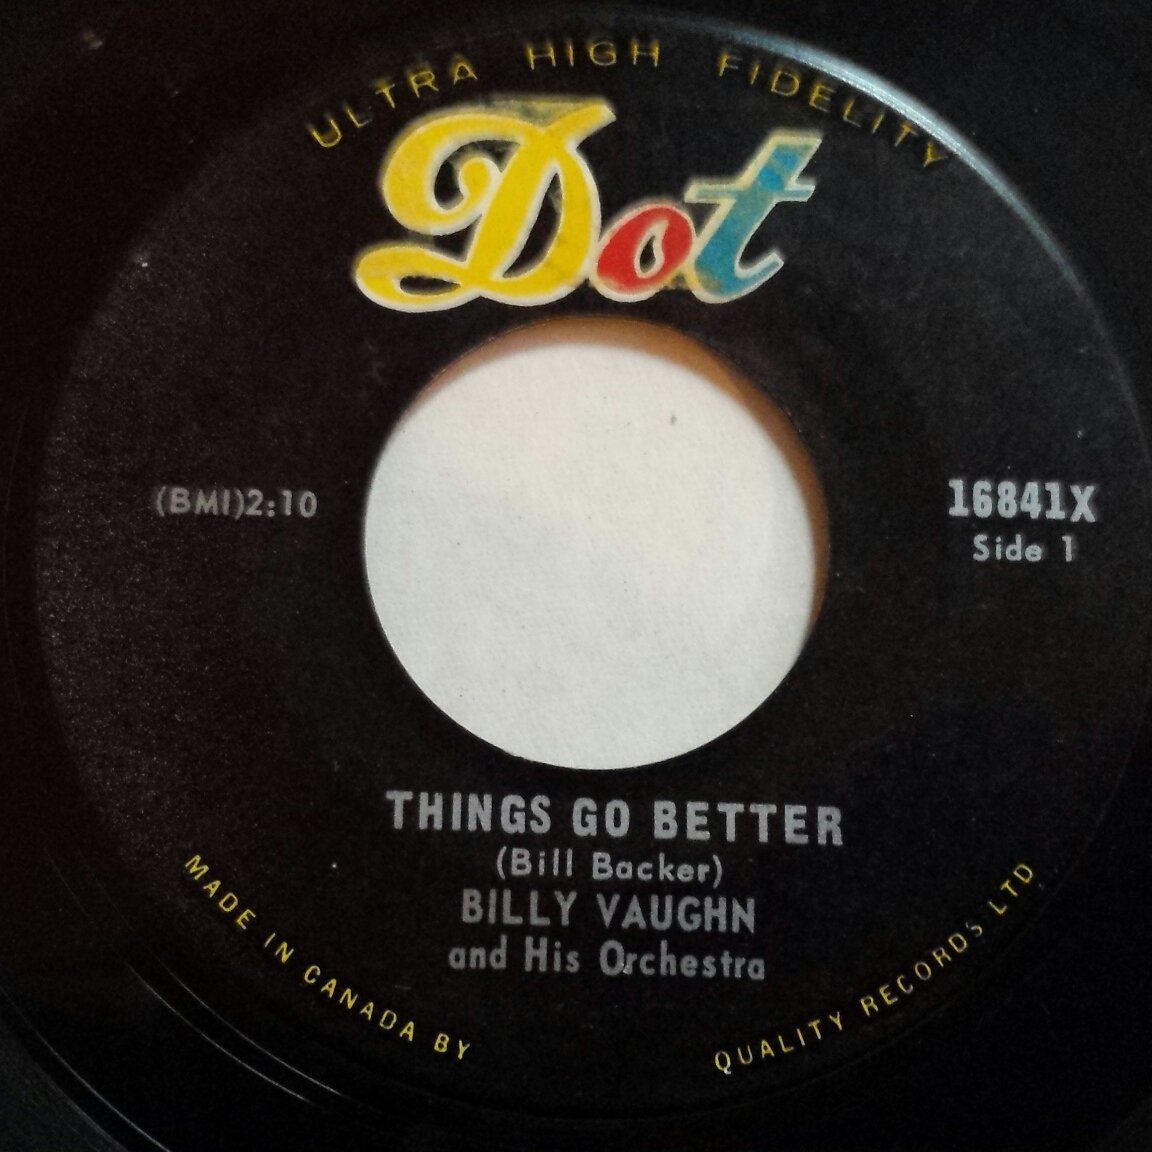 ULTRA HIGH FIDELITY
Dot
(BMI)2:10
16841X
Side 1
THINGS GO BETTER
(Bill Backer)
BILLY VAUGHN
and His Orchestra
MADE IN CANADA BY QUALITY RECORDS LTD